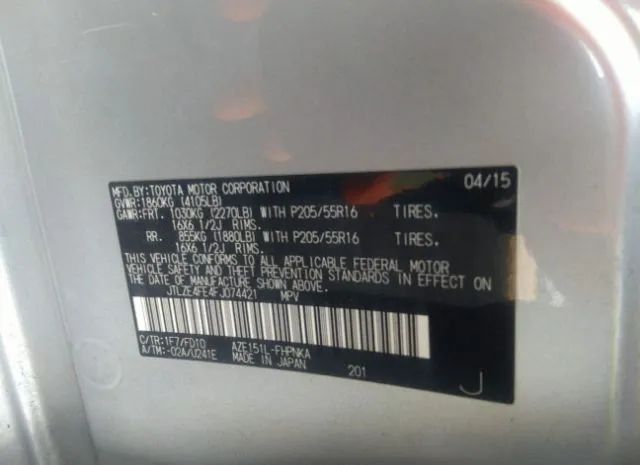 MFD. BY: TOYOTA MOTOR CORPORATION 04/15
GVWR: 1860KG (4105LB)
GAWR: FRT. 1030KG (2270LB) WITH P205/55R16 TIRES.
16X6 1/2J RIMS.
RR. 855KG (1880LB) WITH P205/55R16 TIRES.
16X6 1/2J RIMS.
THIS VEHICLE CONFORMS TO ALL APPLICABLE FEDERAL MOTOR
VEHICLE SAFETY AND THEFT PREVENTION STANDARDS IN EFFECT ON
THE DATE OF MANUFACTURE SHOWN ABOVE.
JTLZE4FE4FJ074421 MPV
C/TR: 1F7/FD10 AZE151L-FHPNKA
A/TM: -02A/U241E MADE IN JAPAN 201 J